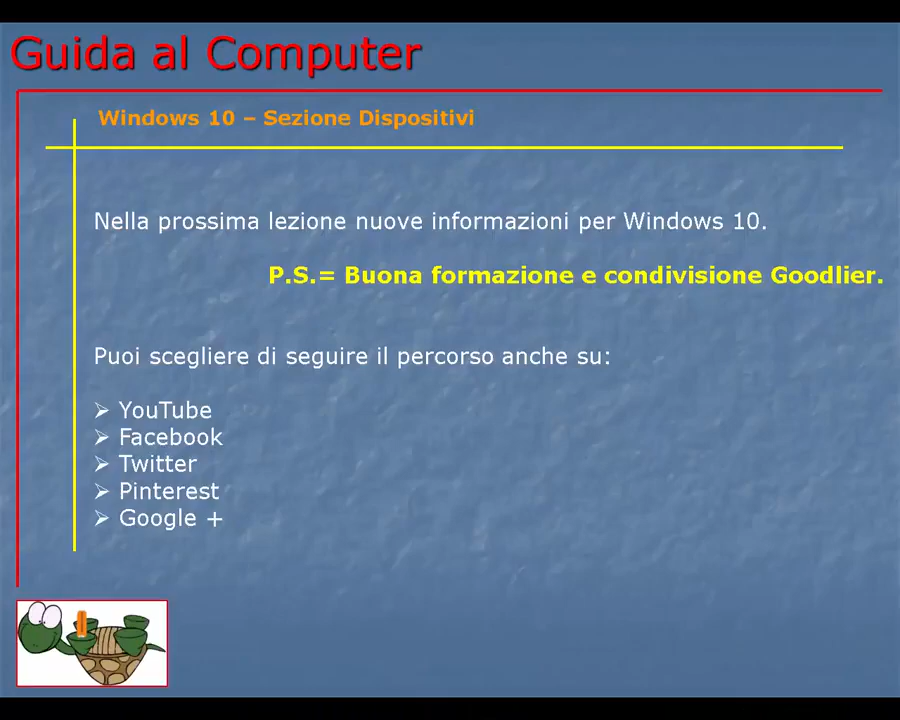 Guida al Computer
Windows 10 – Sezione Dispositivi
Nella prossima lezione nuove informazioni per Windows 10.
P.S.= Buona formazione e condivisione Goodlier.
Puoi scegliere di seguire il percorso anche su:
➢ YouTube
➢ Facebook
➢ Twitter
➢ Pinterest
➢ Google +